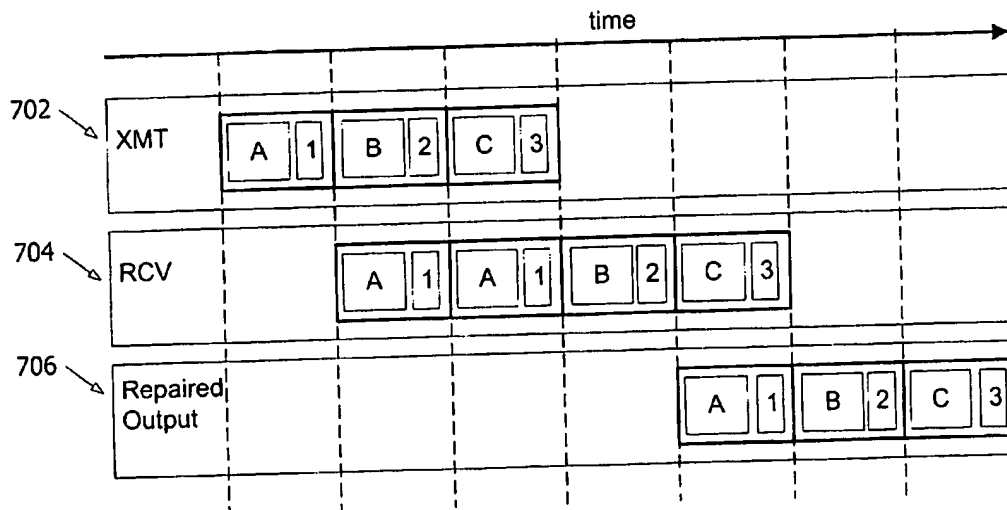 time
702
XMT
A 1 B 2 C 3
704
RCV
A 1 A 1 B 2 C 3
706
Repaired
Output
A 1 B 2 C 3